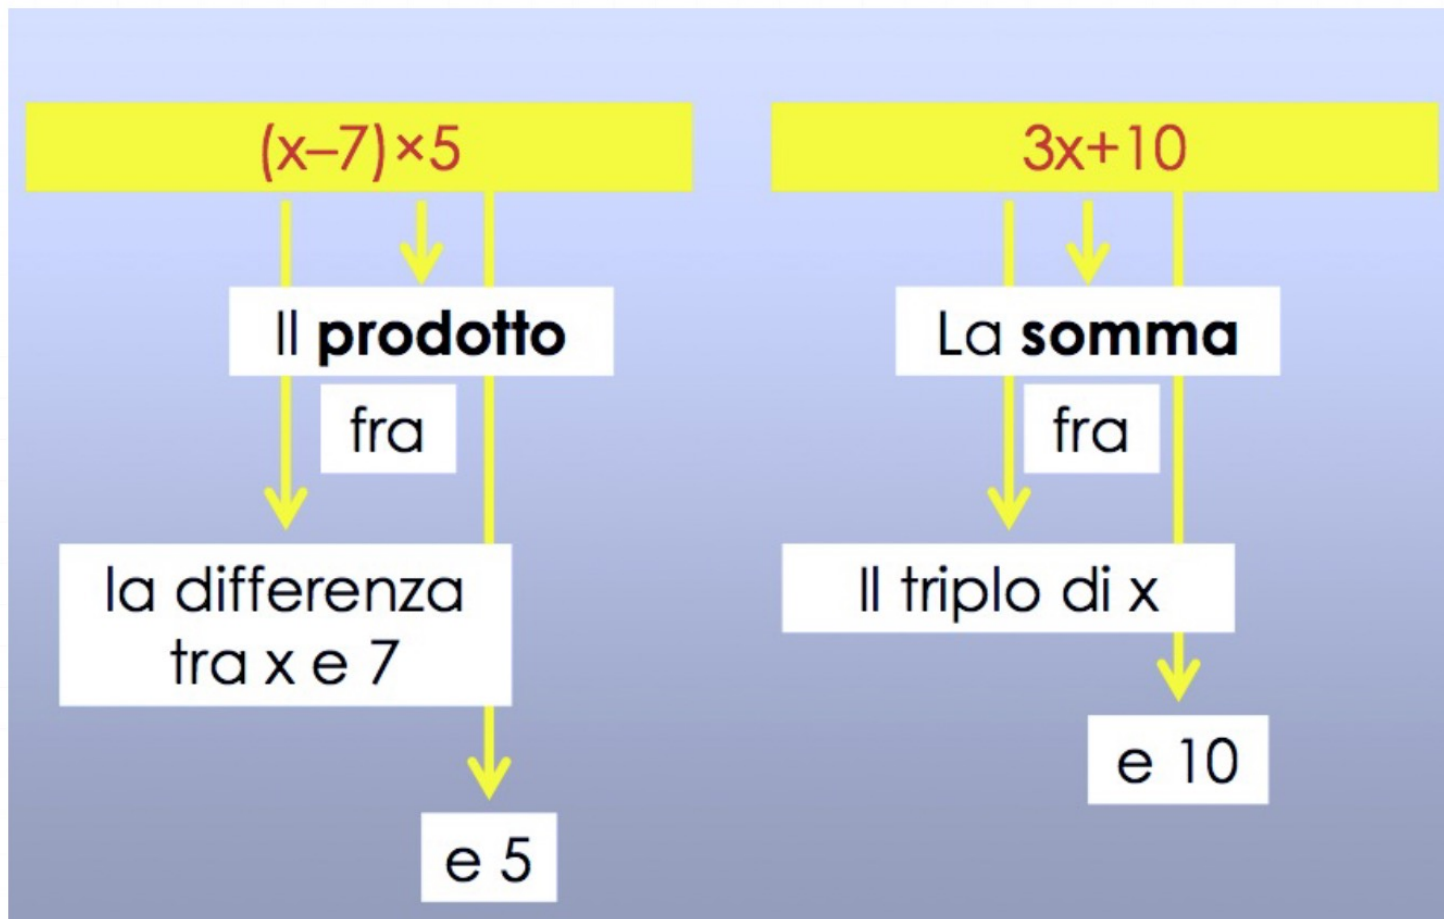 (x–7)×5
Il prodotto
fra
la differenza
tra x e 7
e 5
3x+10
La somma
fra
Il triplo di x
e 10